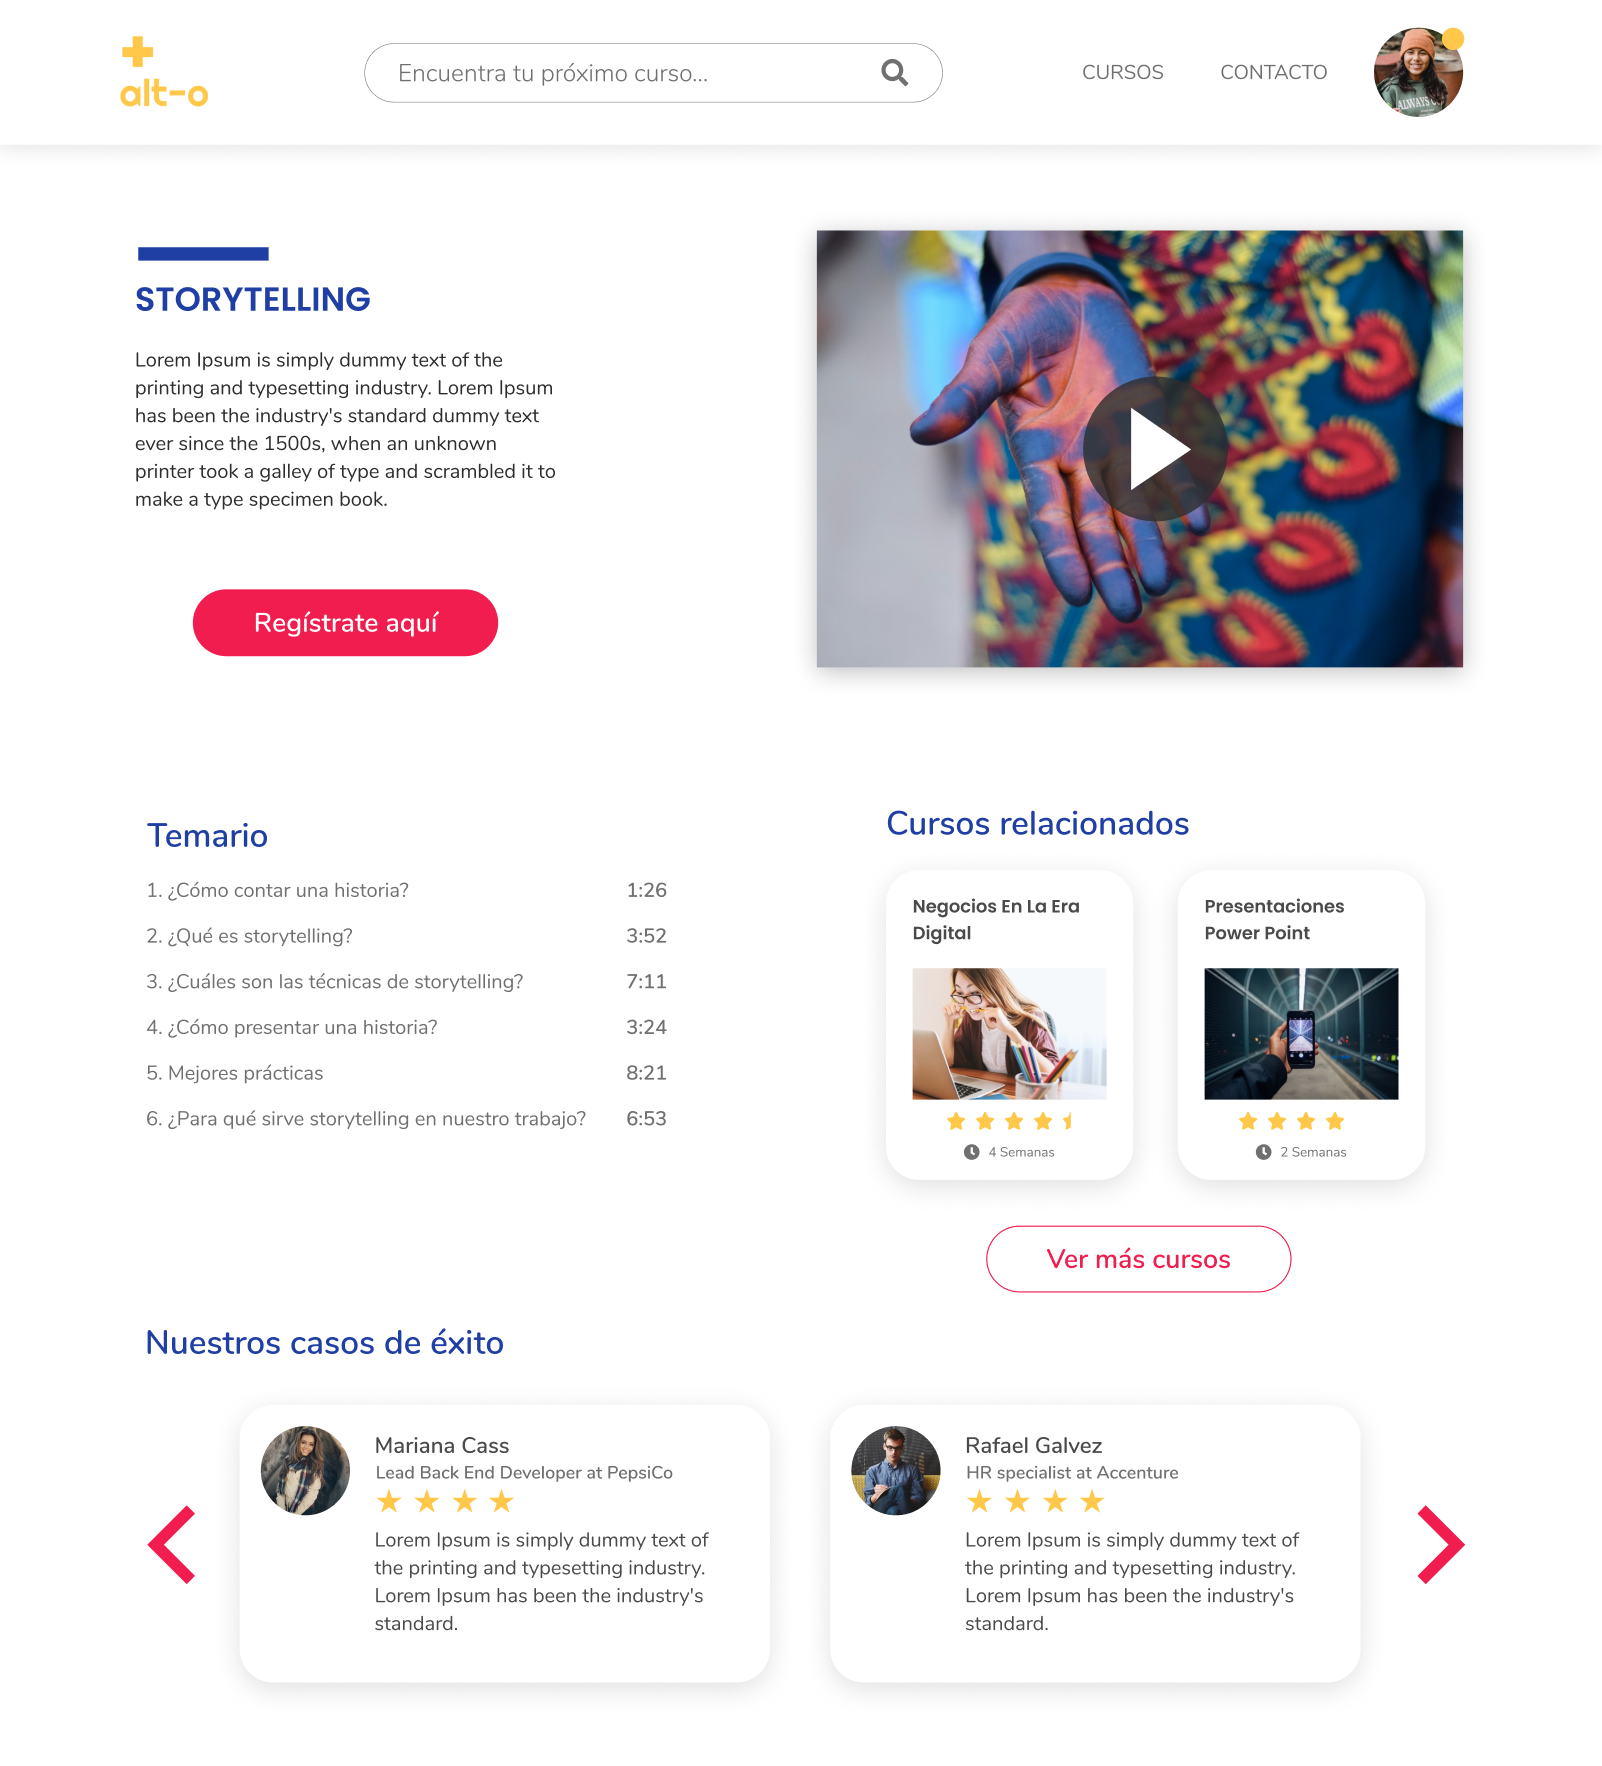 alt-o
Encuentra tu próximo curso...
CURSOS
CONTACTO
STORYTELLING
Lorem Ipsum is simply dummy text of the
printing and typesetting industry. Lorem Ipsum
has been the industry's standard dummy text
ever since the 1500s, when an unknown
printer took a galley of type and scrambled it to
make a type specimen book.
Regístrate aquí
Temario
1. ¿Cómo contar una historia? 1:26
2. ¿Qué es storytelling? 3:52
3. ¿Cuáles son las técnicas de storytelling? 7:11
4. ¿Cómo presentar una historia? 3:24
5. Mejores prácticas 8:21
6. ¿Para qué sirve storytelling en nuestro trabajo? 6:53
Cursos relacionados
Negocios En La Era
Digital
4 Semanas
Presentaciones
Power Point
2 Semanas
Ver más cursos
Nuestros casos de éxito
Mariana Cass
Lead Back End Developer at PepsiCo
Lorem Ipsum is simply dummy text of
the printing and typesetting industry.
Lorem Ipsum has been the industry's
standard.
Rafael Galvez
HR specialist at Accenture
Lorem Ipsum is simply dummy text of
the printing and typesetting industry.
Lorem Ipsum has been the industry's
standard.